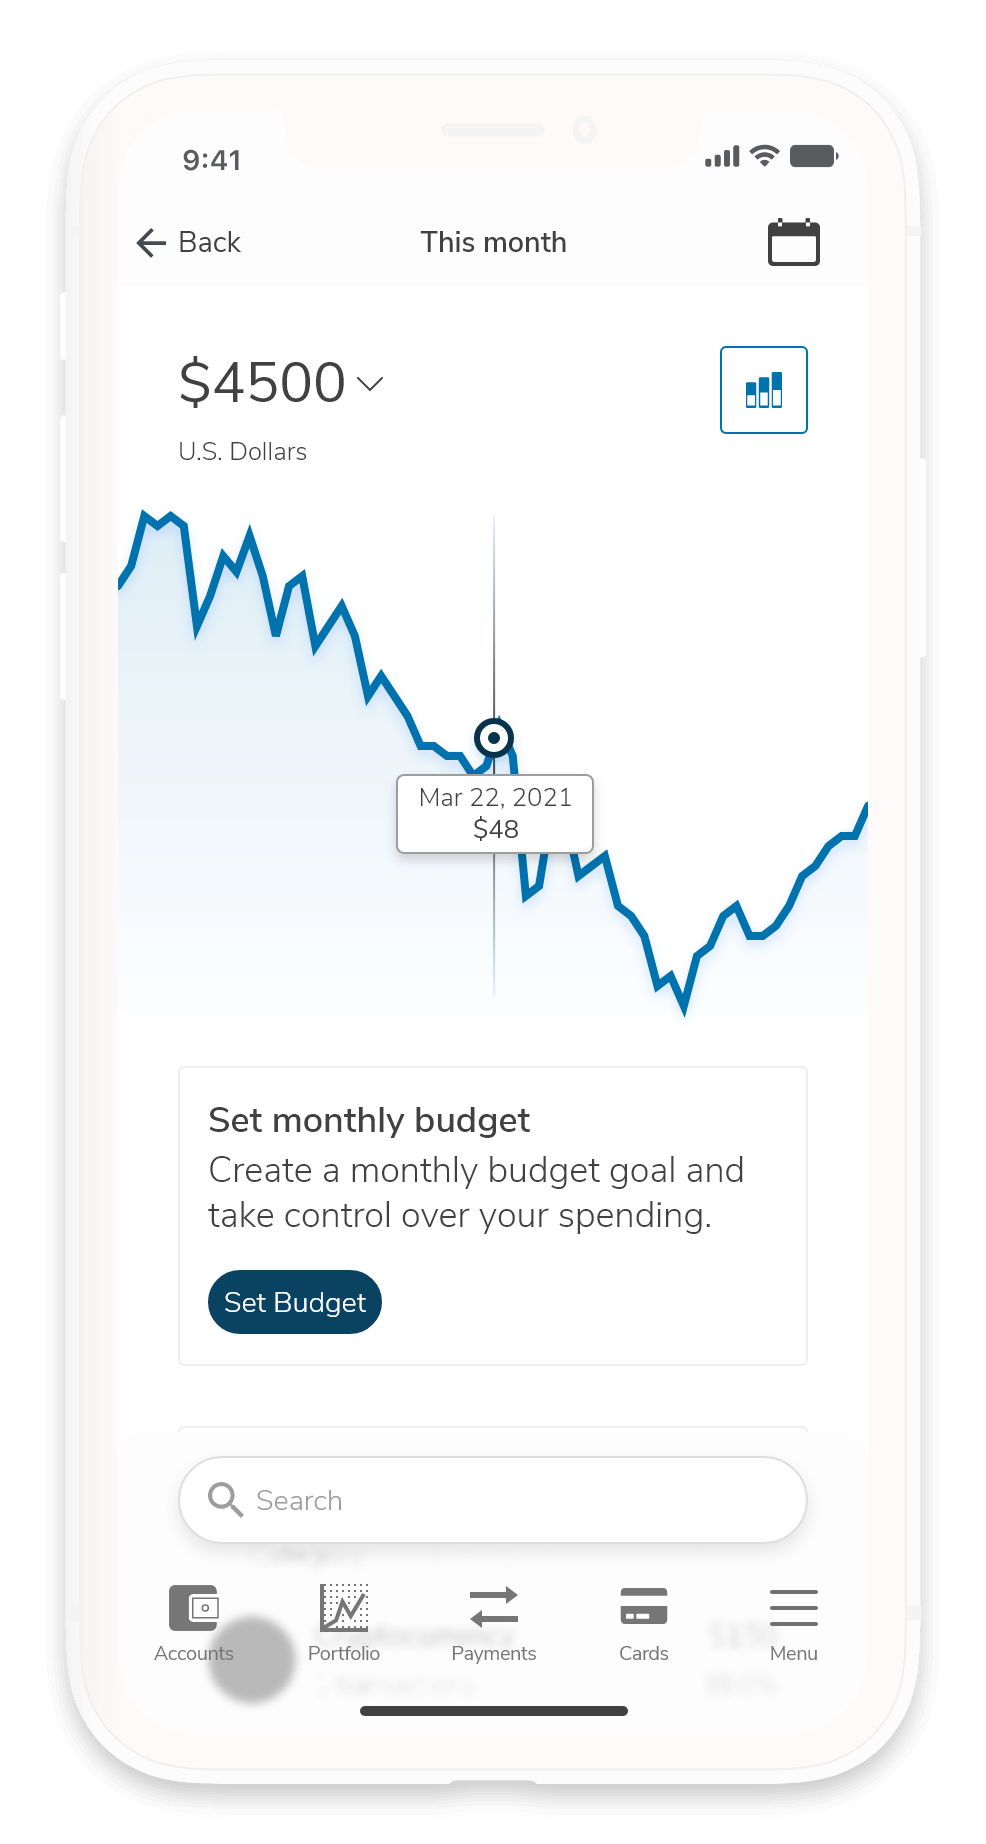 9:41
Back
This month
$4500
U.S. Dollars
Mar 22, 2021
$48
Set monthly budget
Create a monthly budget goal and
take control over your spending.
Set Budget
Search
Accounts
Portfolio
Payments
Cards
Menu